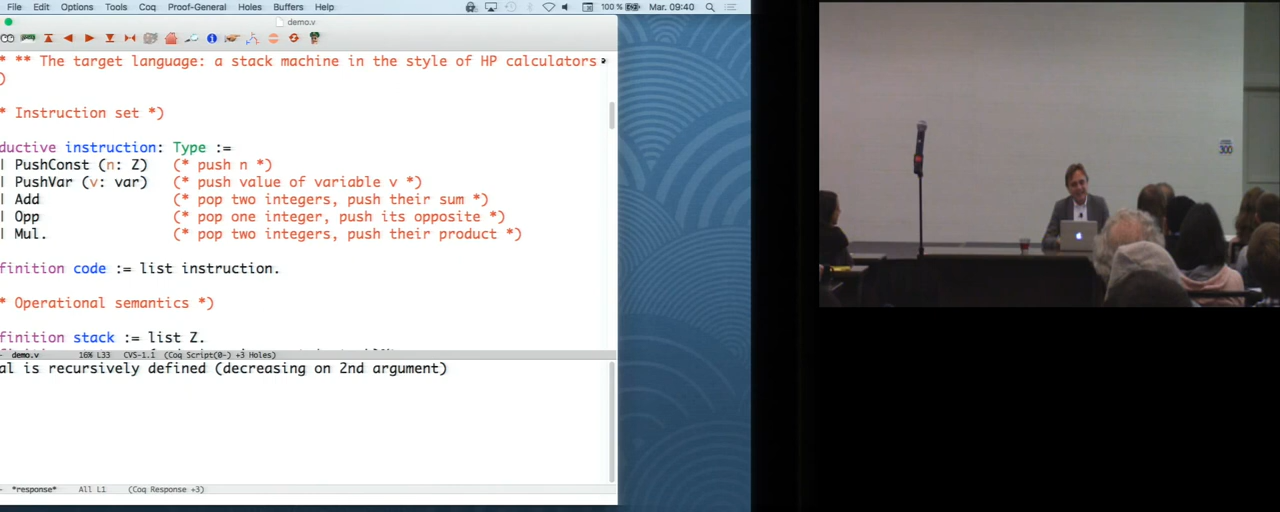 File Edit Options Tools Coq Proof-General Holes Buffers Help
100% Mar. 09:40
demo.v
* ** The target language: a stack machine in the style of HP calculators
)
* Instruction set *)
ductive instruction: Type :=
| PushConst (n: Z) (* push n *)
| PushVar (v: var) (* push value of variable v *)
| Add (* pop two integers, push their sum *)
| Opp (* pop one integer, push its opposite *)
| Mul. (* pop two integers, push their product *)
finition code := list instruction.
* Operational semantics *)
finition stack := list Z.
demo.v 16% L33 CVS-1.1 (Coq Script(0-) +3 Holes)
al is recursively defined (decreasing on 2nd argument)
*response* All L1 (Coq Response +3)
300